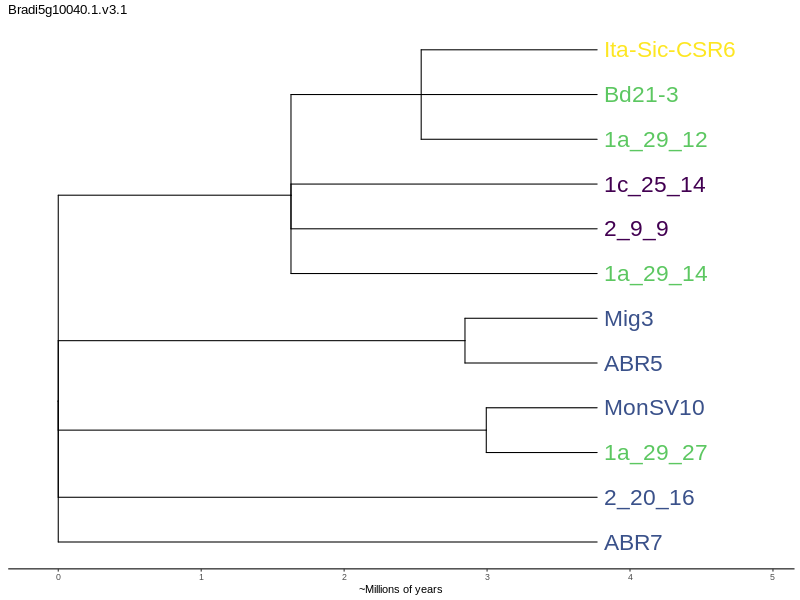 Bradi5g10040.1.v3.1
Ita-Sic-CSR6
Bd21-3
1a_29_12
1c_25_14
2_9_9
1a_29_14
Mig3
ABR5
MonSV10
1a_29_27
2_20_16
ABR7
0 1 2 3 4 5
~Millions of years